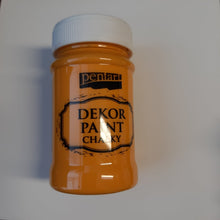 pentart
DEKOR
PAINT
CHALKY